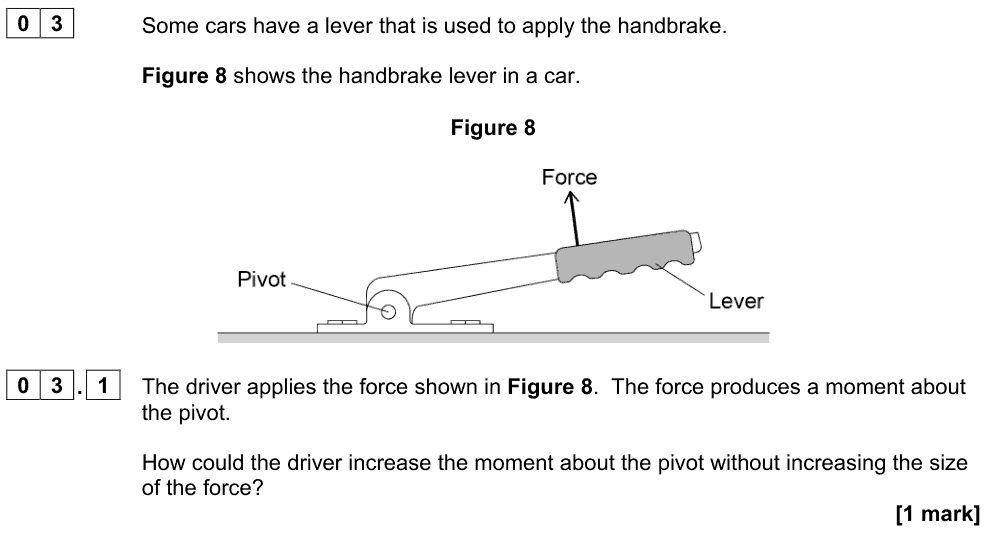 0 3 Some cars have a lever that is used to apply the handbrake.
Figure 8 shows the handbrake lever in a car.
Figure 8
Force
Pivot
Lever
0 3 . 1 The driver applies the force shown in Figure 8. The force produces a moment about
the pivot.
How could the driver increase the moment about the pivot without increasing the size
of the force?
[1 mark]